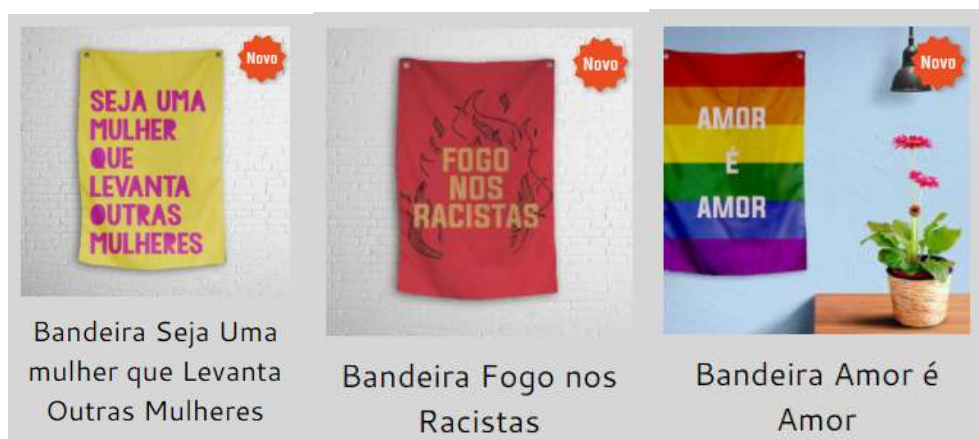 Novo
SEJA UMA
MULHER
QUE
LEVANTA
OUTRAS
MULHERES
Bandeira Seja Uma
mulher que Levanta
Outras Mulheres
Novo
FOGO
NOS
RACISTAS
Bandeira Fogo nos
Racistas
Novo
AMOR
É
AMOR
Bandeira Amor é
Amor